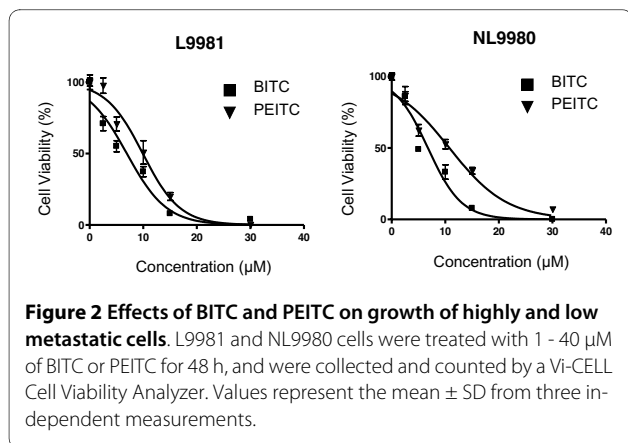 L9981
BITC
PEITC
Cell Viability (%)
100
50
0
0
10
20
30
40
Concentration (µM)
NL9980
BITC
PEITC
Cell Viability (%)
100
50
0
0
10
20
30
40
Concentration (µM)
Figure 2 Effects of BITC and PEITC on growth of highly and low
metastatic cells. L9981 and NL9980 cells were treated with 1 - 40 µM
of BITC or PEITC for 48 h, and were collected and counted by a Vi-CELL
Cell Viability Analyzer. Values represent the mean ± SD from three in-
dependent measurements.